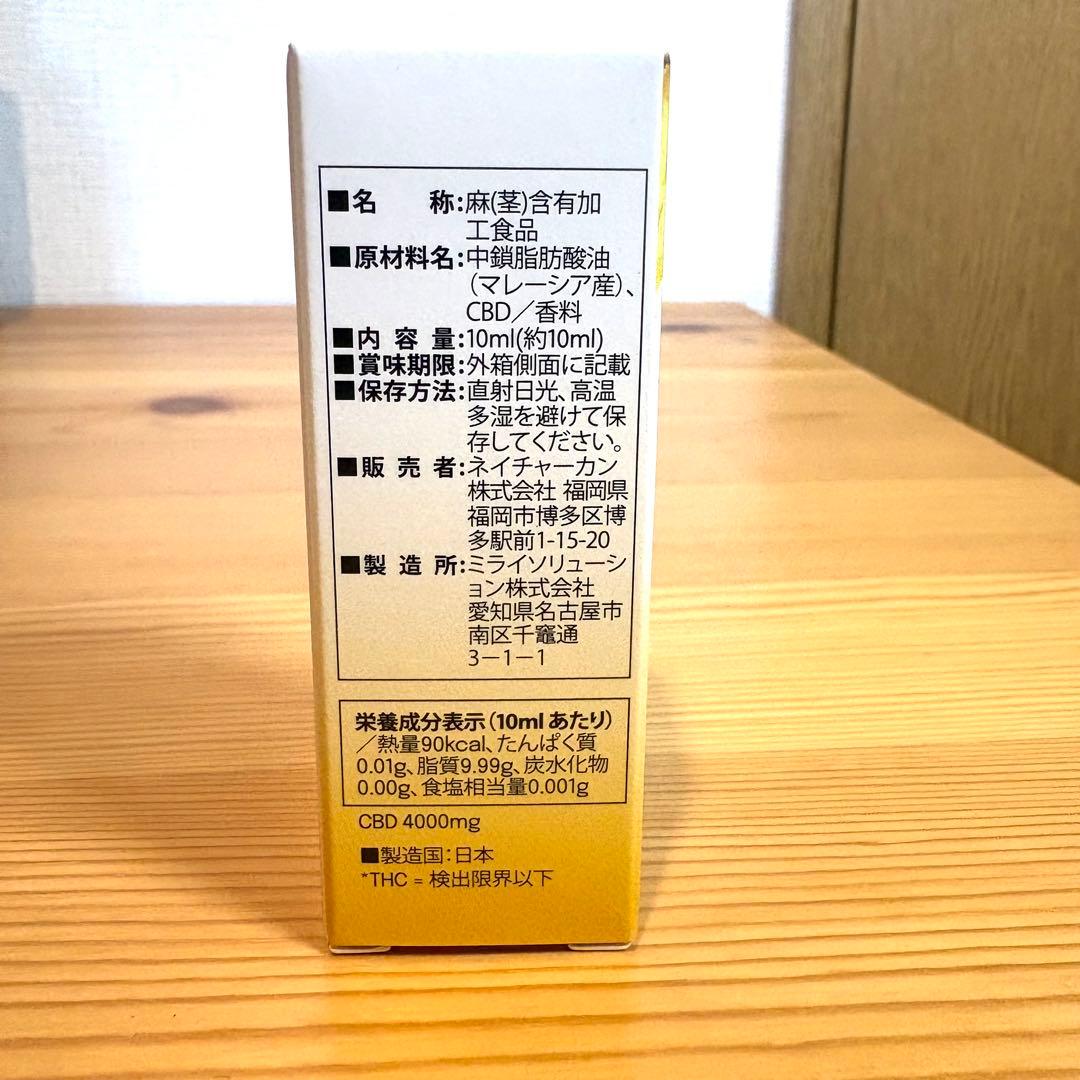 ■名　称:麻(茎)含有加
工食品
■原材料名:中鎖脂肪酸油
（マレーシア産）、
CBD／香料
■内容量:10ml(約10ml)
■賞味期限:外箱側面に記載
■保存方法:直射日光、高温
多湿を避けて保
存してください。
■販売者:ネイチャーカン
株式会社 福岡県
福岡市博多区博
多駅前1-15-20
■製造所:ミライソリューシ
ョン株式会社
愛知県名古屋市
南区千竈通
3－1－1
栄養成分表示（10mlあたり）
／熱量90kcal、たんぱく質
0.01g、脂質9.99g、炭水化物
0.00g、食塩相当量0.001g
CBD 4000mg
■製造国：日本
*THC = 検出限界以下